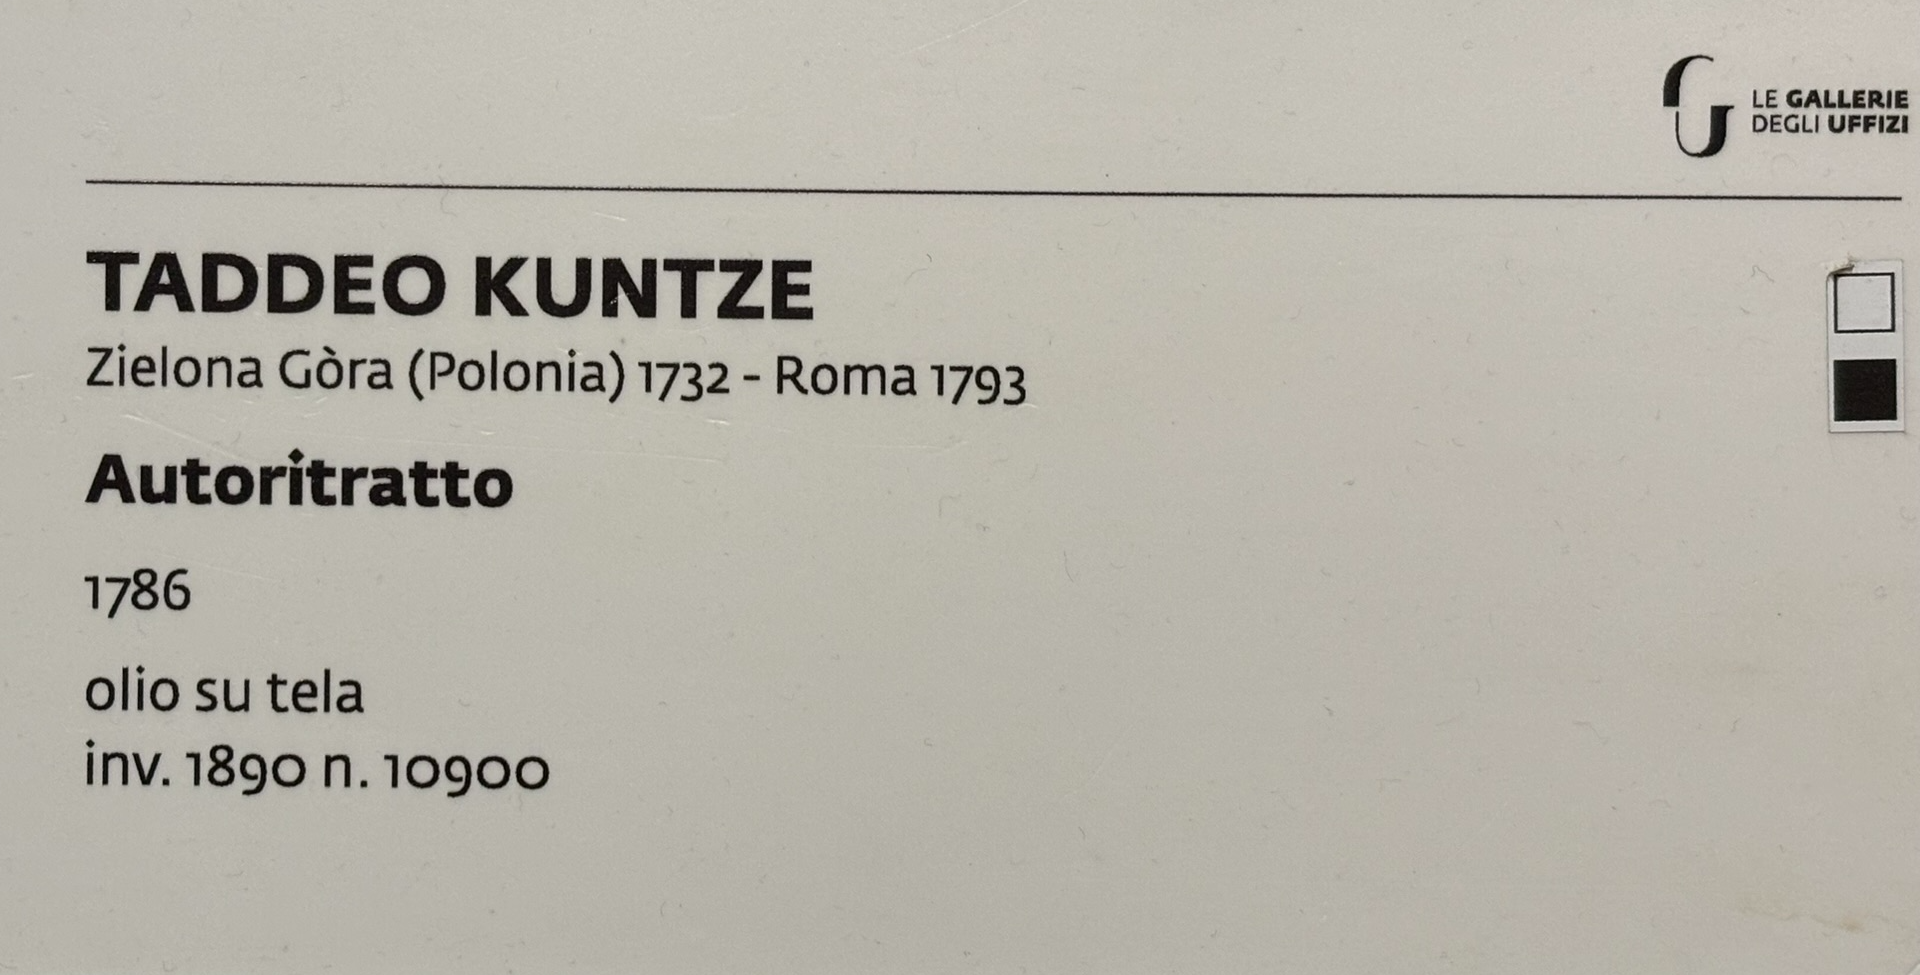 LE GALLERIE
DEGLI UFFIZI
TADDEO KUNTZE
Zielona Gòra (Polonia) 1732 - Roma 1793
Autoritratto
1786
olio su tela
inv. 1890 n. 10900